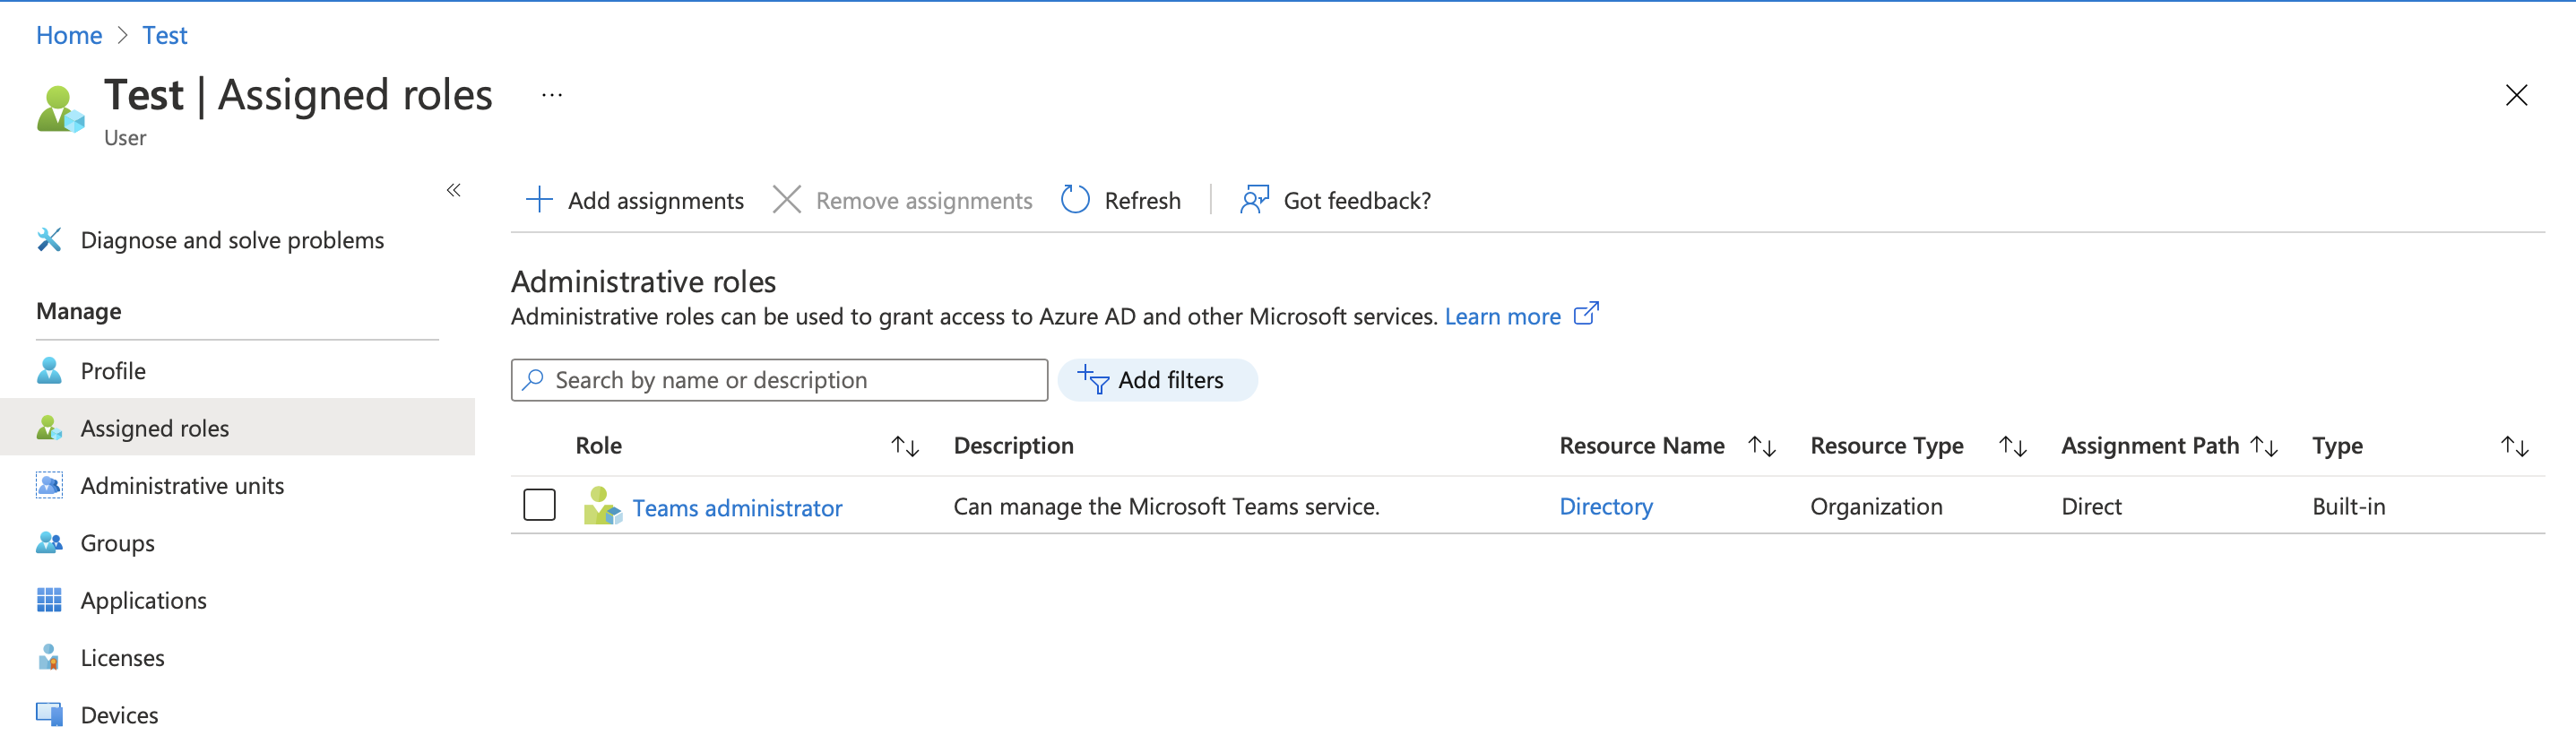 Home > Test
Test | Assigned roles ...
User
«
Diagnose and solve problems
Manage
Profile
Assigned roles
Administrative units
Groups
Applications
Licenses
Devices
Add assignments Remove assignments Refresh Got feedback?
Administrative roles
Administrative roles can be used to grant access to Azure AD and other Microsoft services. Learn more
Search by name or description Add filters
Role Description Resource Name Resource Type Assignment Path Type
Teams administrator Can manage the Microsoft Teams service. Directory Organization Direct Built-in